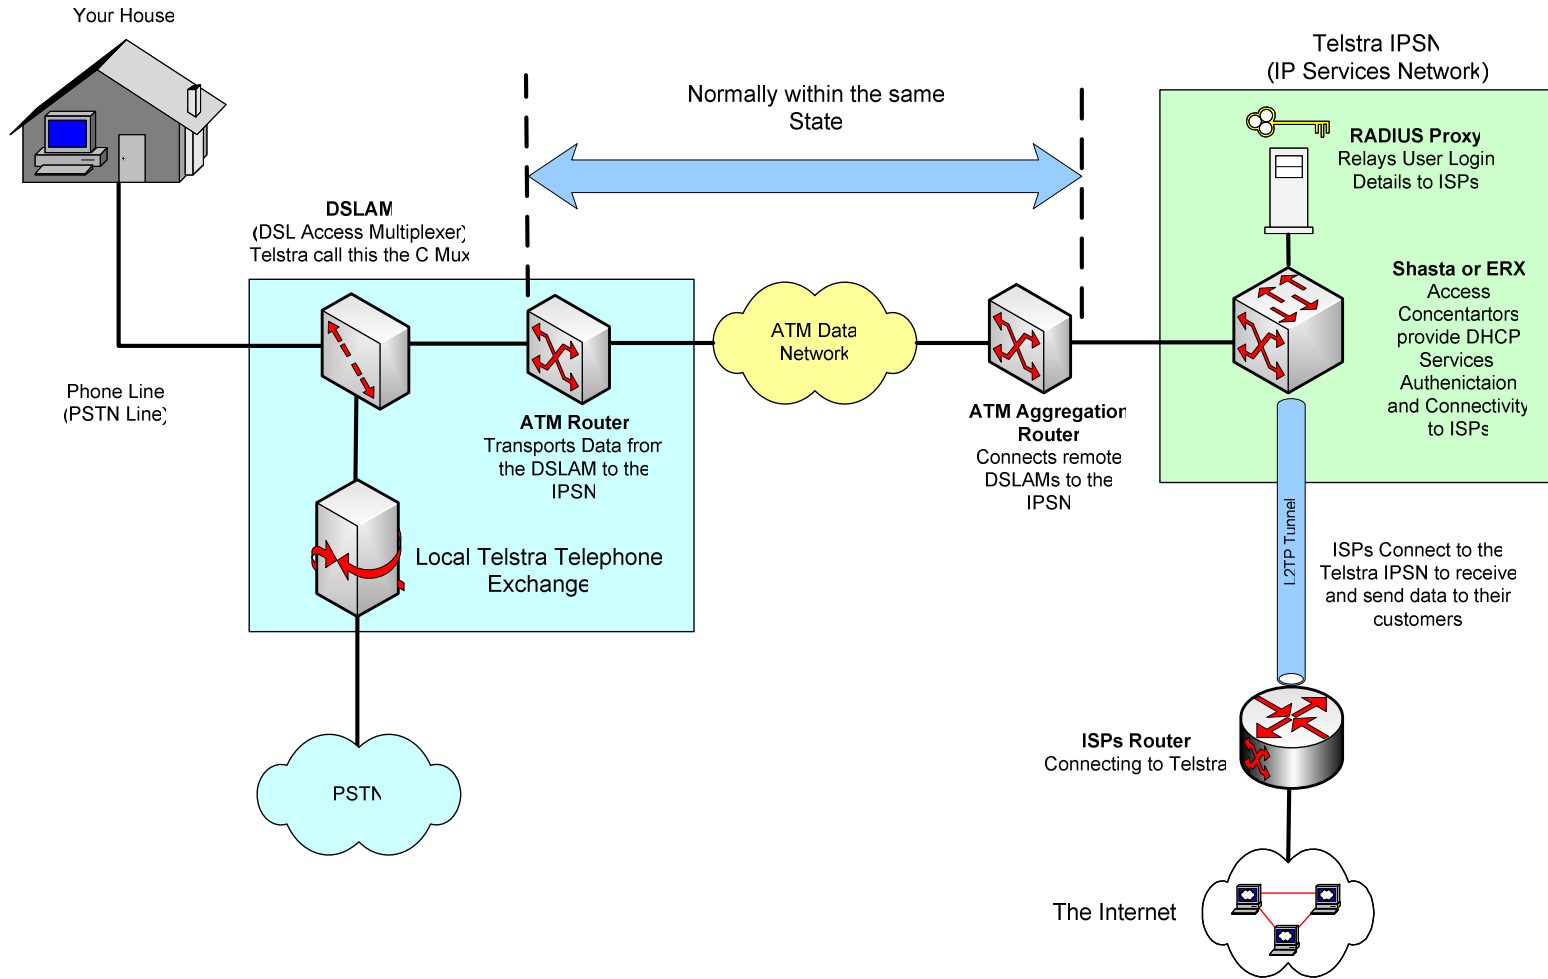 Your House
Telstra IPSN
(IP Services Network)
Normally within the same
State
RADIUS Proxy
Relays User Login
Details to ISPs
DSLAM
(DSL Access Multiplexer)
Telstra call this the C Mux
Shasta or ERX
Access
Concentartors
provide DHCP
Services
Authenictaion
and Connectivity
to ISPs
ATM Data
Network
Phone Line
(PSTN Line)
ATM Router
Transports Data from
the DSLAM to the
IPSN
ATM Aggregation
Router
Connects remote
DSLAMs to the
IPSN
Local Telstra Telephone
Exchange
L2TP Tunnel
ISPs Connect to the
Telstra IPSN to receive
and send data to their
customers
ISPs Router
Connecting to Telstra
PSTN
The Internet